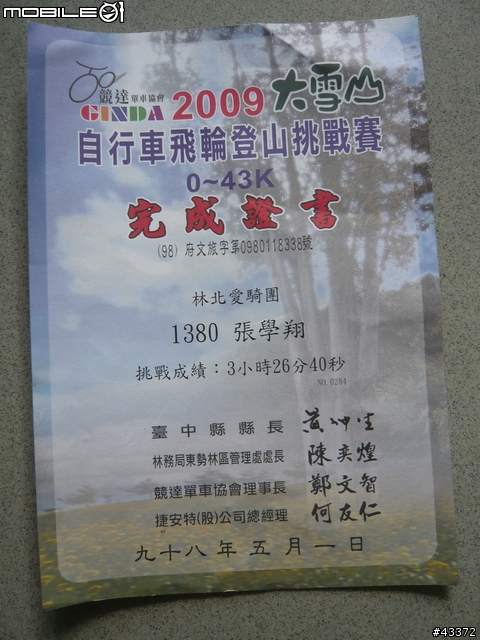 MOBILE01
競達單車協會
GINDA 2009 大雪山
自行車飛輪登山挑戰賽
0~43K
完成證書
(98) 府文旅字第0980118338號
林北愛騎團
1380 張學翔
挑戰成績：3小時26分40秒
NO.0284
臺中縣縣長 黃仲生
林務局東勢林區管理處處長 陳奕煌
競達單車協會理事長 鄭文智
捷安特(股)公司總經理 何友仁
九十八年五月一日
#43372